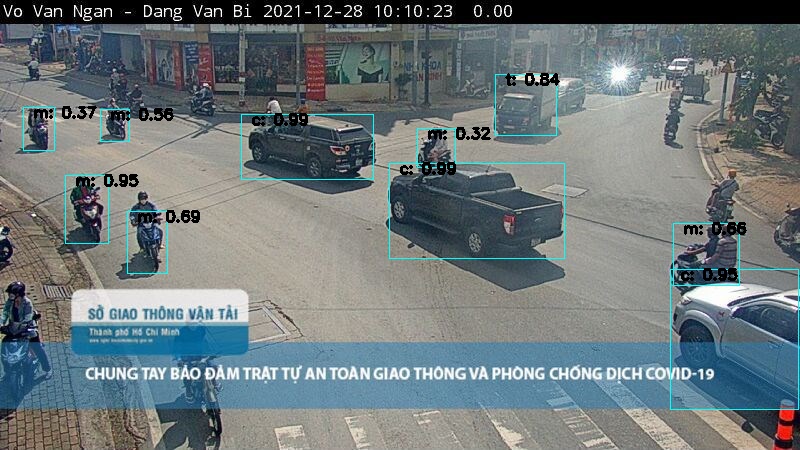 Vo Van Ngan - Dang Van Bi 2021-12-28 10:10:23 0.00
t: 0.84
m: 0.37
m: 0.56
c: 0.99
m: 0.32
c: 0.99
m: 0.95
m: 0.69
m: 0.66
c: 0.95
SỞ GIAO THÔNG VẬN TẢI
Thành phố Hồ Chí Minh
CHUNG TAY BẢO ĐẢM TRẬT TỰ AN TOÀN GIAO THÔNG VÀ PHÒNG CHỐNG DỊCH COVID-19